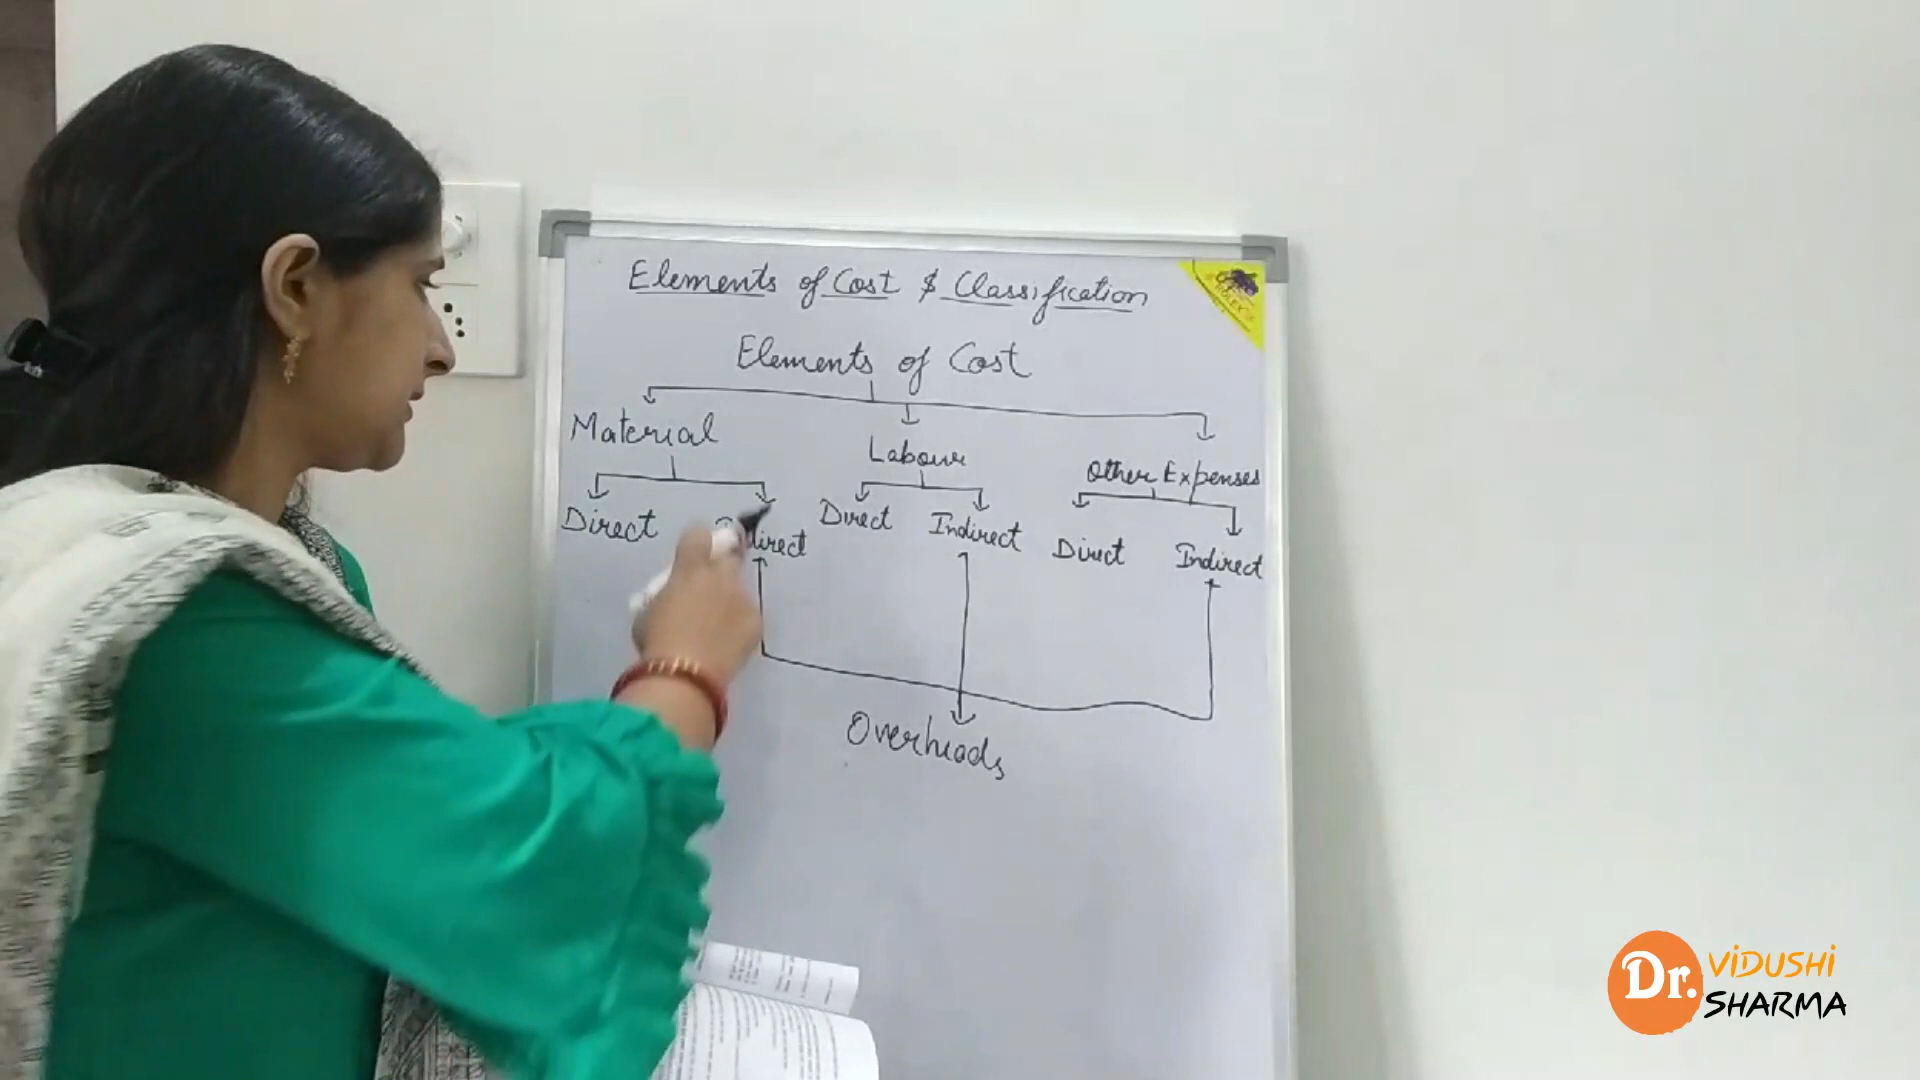 Elements of Cost & Classification
Elements of Cost
Material Labour Other Expenses
Direct direct Direct Indirect Direct Indirect
Overheads
Dr. ViDUSHi
SHARMA